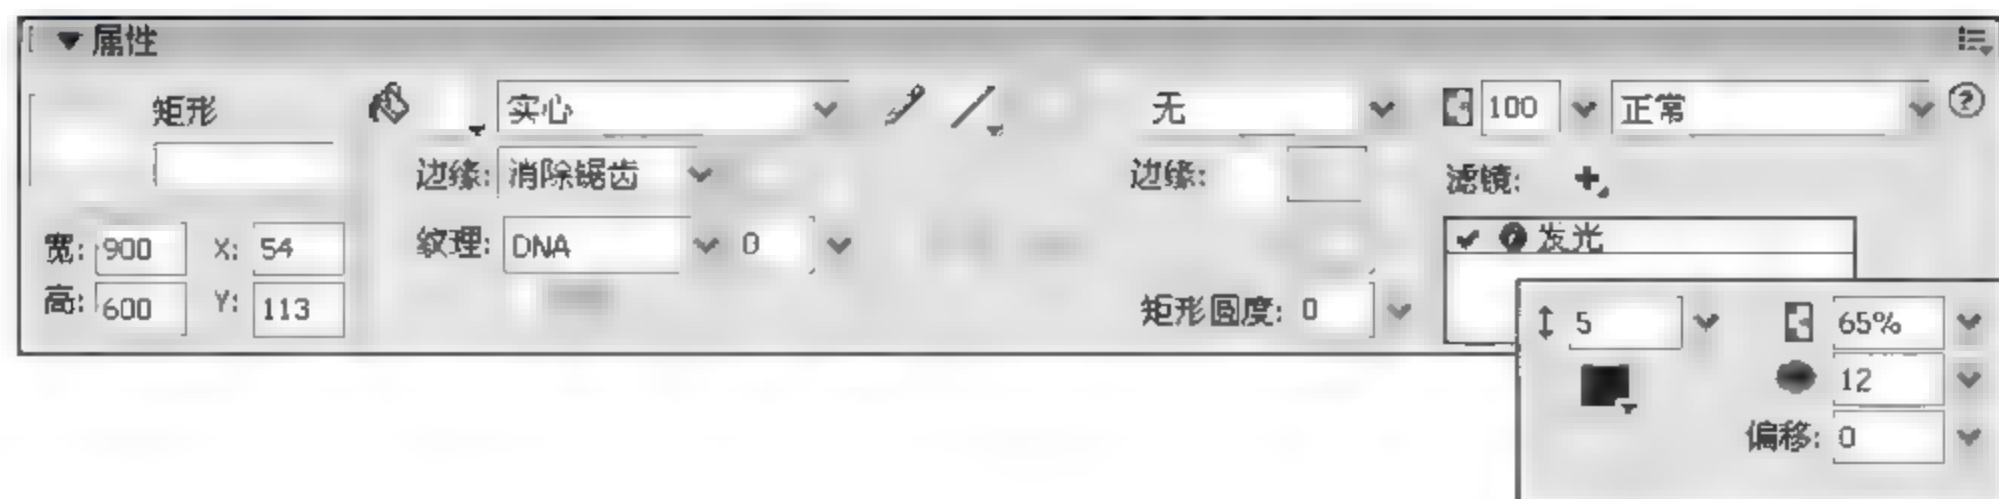 属性
矩形 实心 无 100 正常 ?
边缘: 消除锯齿 边缘: 滤镜:
宽: 900 X: 54 纹理: DNA 0 发光
高: 600 Y: 113 矩形圆度: 0
5 65%
12
偏移: 0